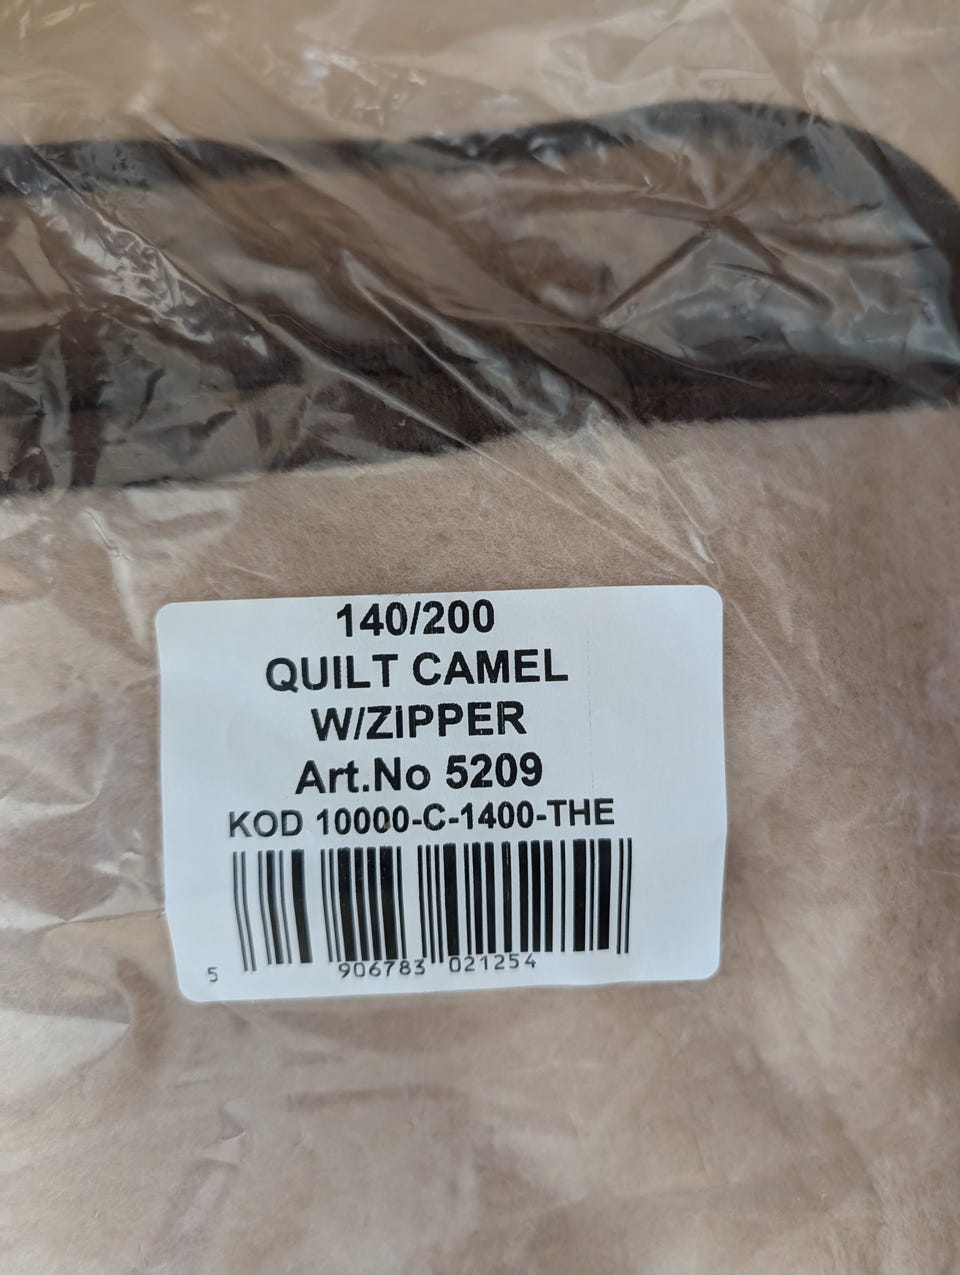 140/200
QUILT CAMEL
W/ZIPPER
Art.No 5209
KOD 10000-C-1400-THE
5 906783 021254